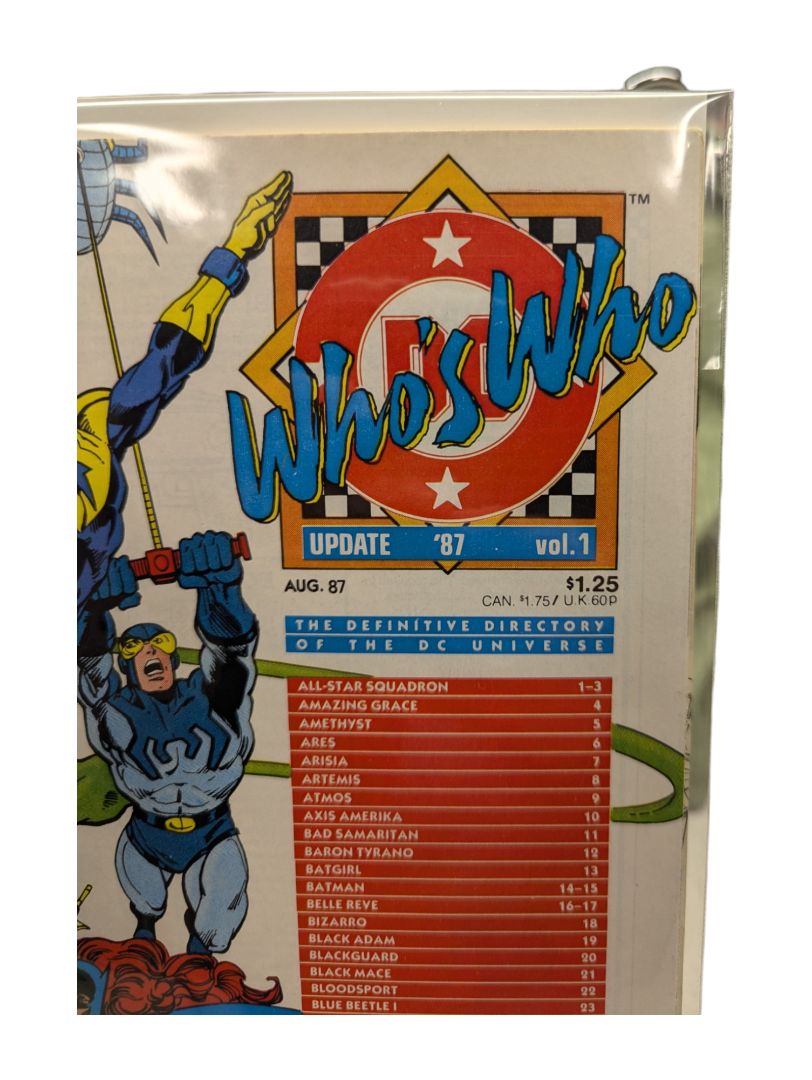 TM
DC
Who's Who
UPDATE '87 vol.1
AUG. 87
$1.25
CAN. $1.75/ U.K.60p
THE DEFINITIVE DIRECTORY
OF THE DC UNIVERSE
ALL-STAR SQUADRON 1–3
AMAZING GRACE 4
AMETHYST 5
ARES 6
ARISIA 7
ARTEMIS 8
ATMOS 9
AXIS AMERIKA 10
BAD SAMARITAN 11
BARON TYRANO 12
BATGIRL 13
BATMAN 14–15
BELLE REVE 16–17
BIZARRO 18
BLACK ADAM 19
BLACKGUARD 20
BLACK MACE 21
BLOODSPORT 22
BLUE BEETLE I 23